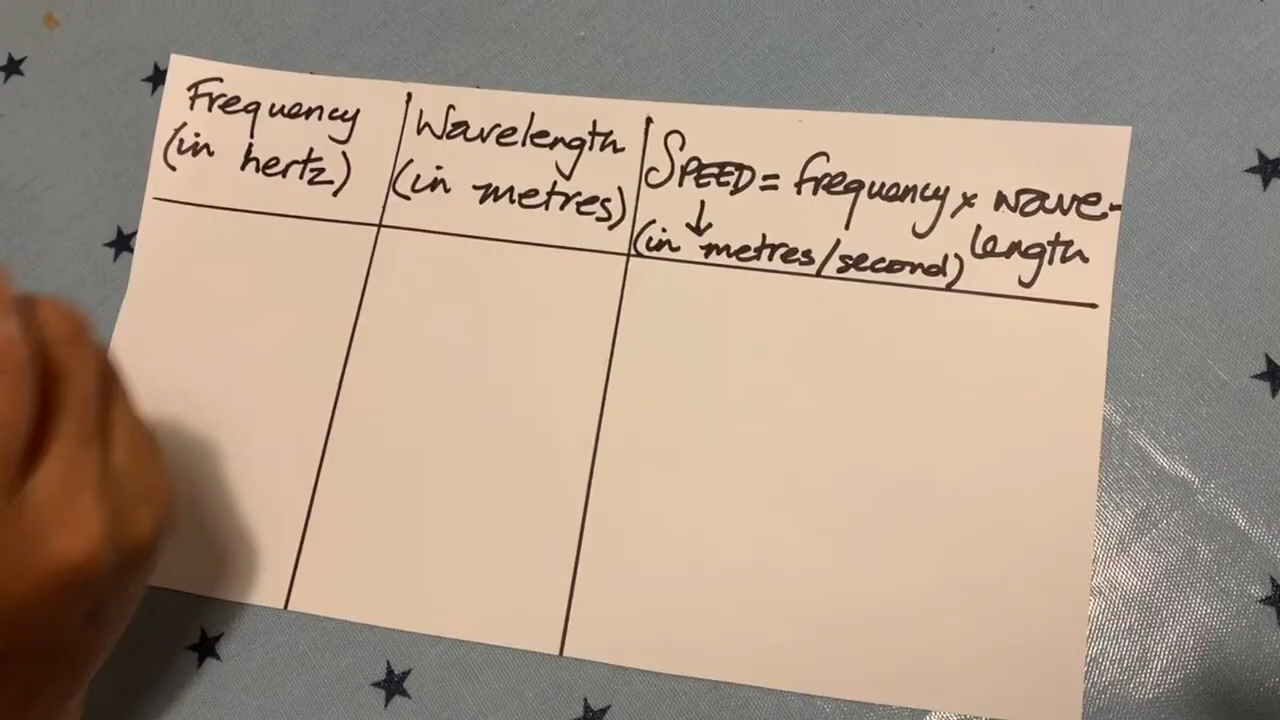 Frequency
(in hertz)
Wavelength
(in metres)
SPEED = frequency x wave-
length
↓
(in metres/second)